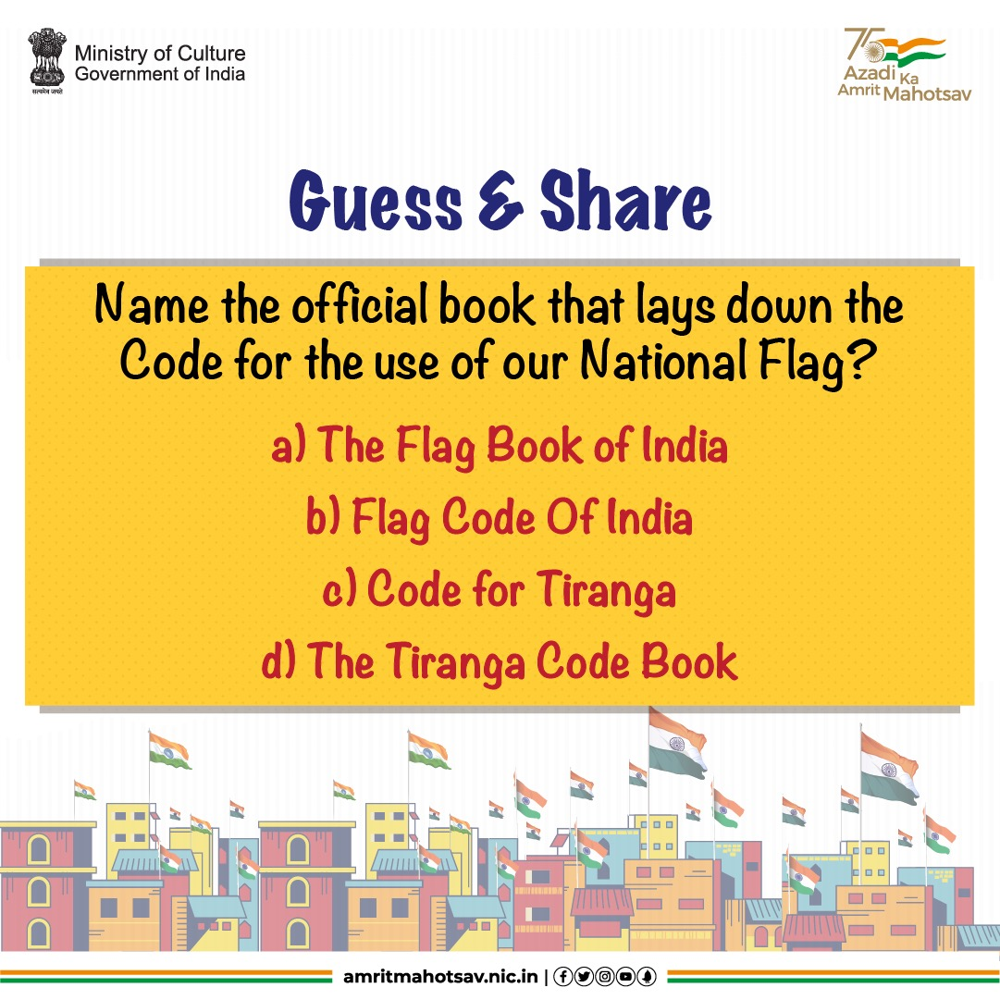 Ministry of Culture
Government of India
सत्यमेव जयते
75
Azadi Ka
Amrit Mahotsav
Guess & Share
Name the official book that lays down the
Code for the use of our National Flag?
a) The Flag Book of India
b) Flag Code Of India
c) Code for Tiranga
d) The Tiranga Code Book
amritmahotsav.nic.in |